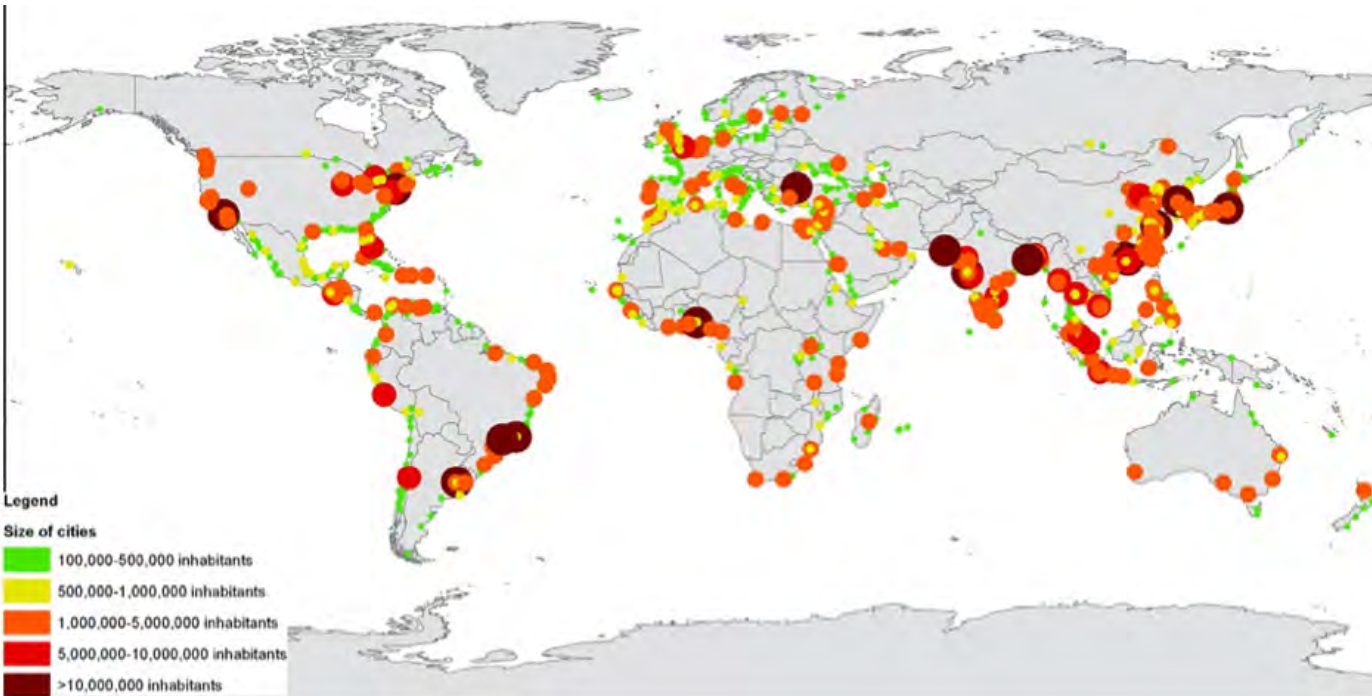 Legend
Size of cities
100,000-500,000 inhabitants
500,000-1,000,000 inhabitants
1,000,000-5,000,000 inhabitants
5,000,000-10,000,000 inhabitants
>10,000,000 inhabitants